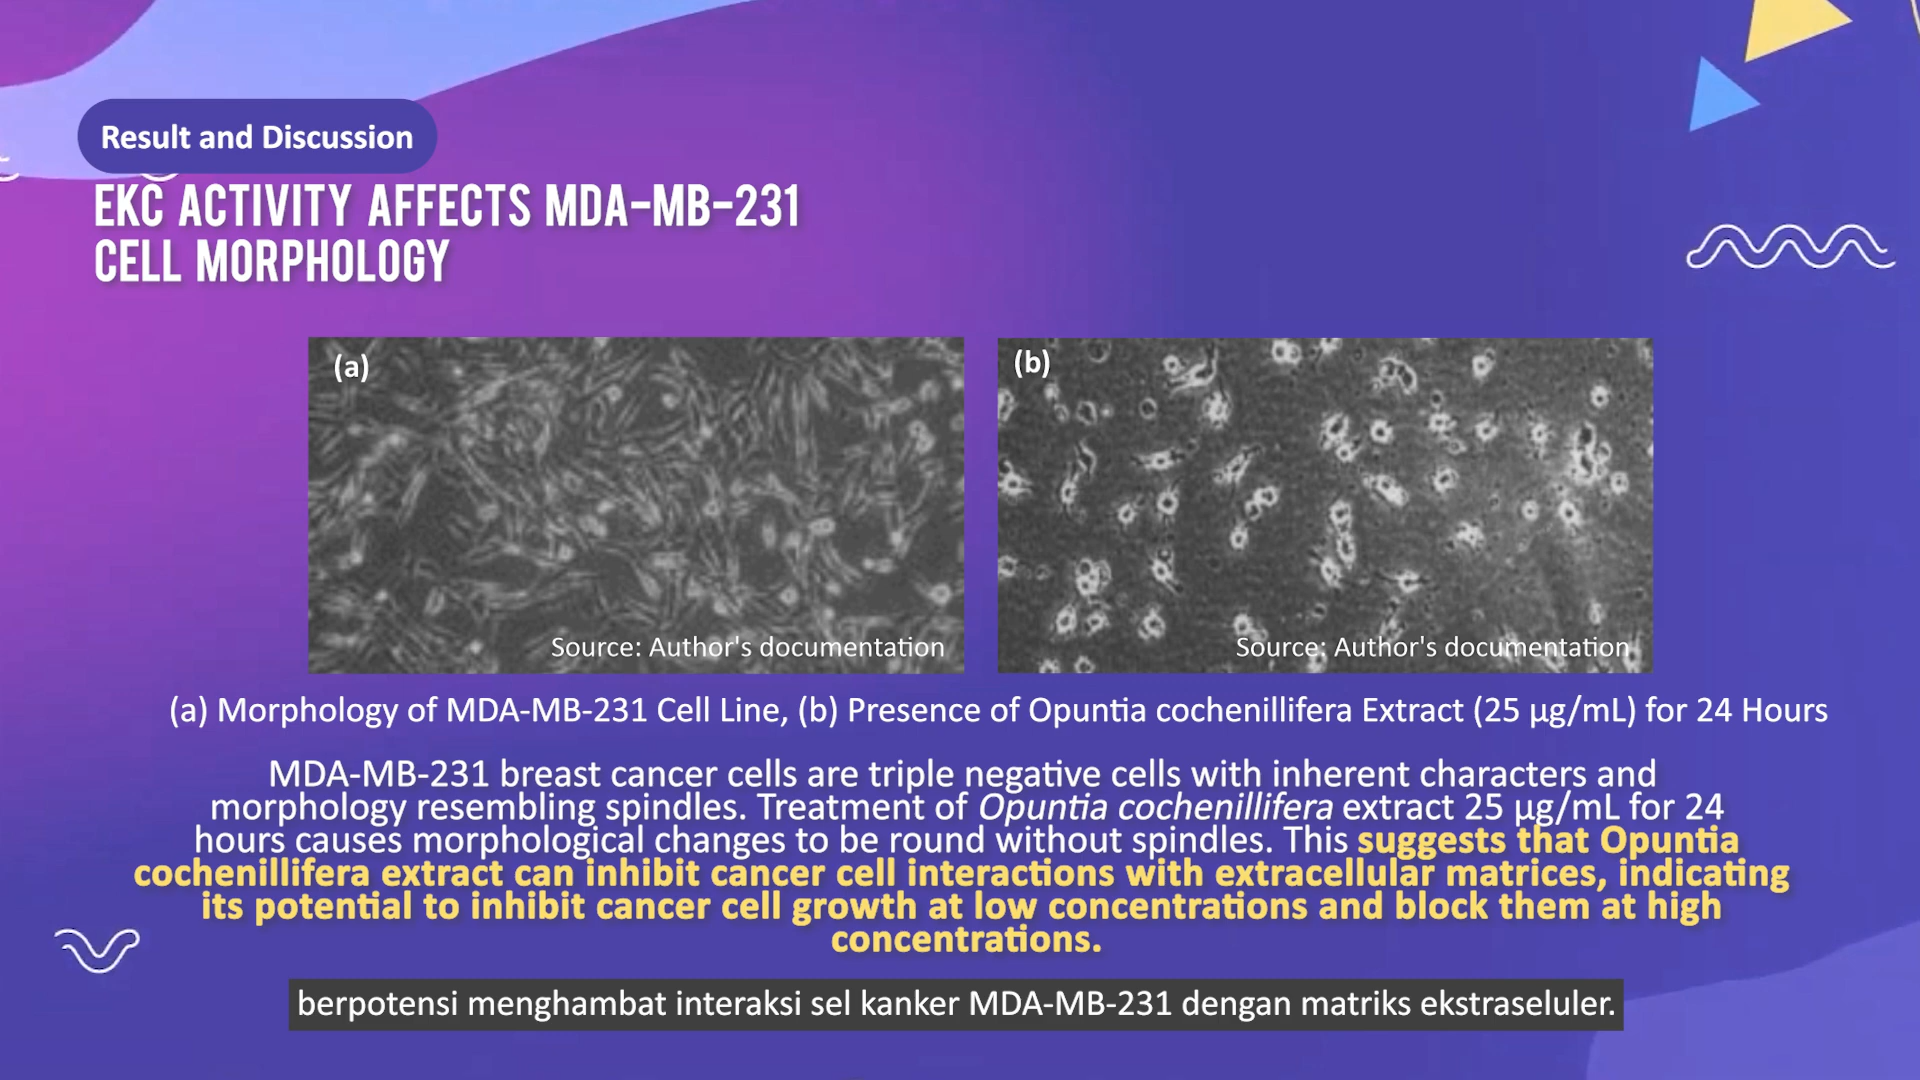 Result and Discussion
EKC ACTIVITY AFFECTS MDA-MB-231
CELL MORPHOLOGY
(a)
(b)
Source: Author's documentation
Source: Author's documentation
(a) Morphology of MDA-MB-231 Cell Line, (b) Presence of Opuntia cochenillifera Extract (25 µg/mL) for 24 Hours
MDA-MB-231 breast cancer cells are triple negative cells with inherent characters and
morphology resembling spindles. Treatment of Opuntia cochenillifera extract 25 µg/mL for 24
hours causes morphological changes to be round without spindles. This suggests that Opuntia
cochenillifera extract can inhibit cancer cell interactions with extracellular matrices, indicating
its potential to inhibit cancer cell growth at low concentrations and block them at high
concentrations.
berpotensi menghambat interaksi sel kanker MDA-MB-231 dengan matriks ekstraseluler.